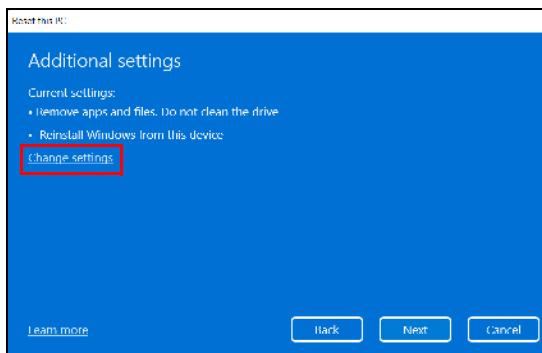 Reset this PC
Additional settings
Current settings:
• Remove apps and files. Do not clean the drive
• Reinstall Windows from this device
Change settings
Learn more
Back
Next
Cancel